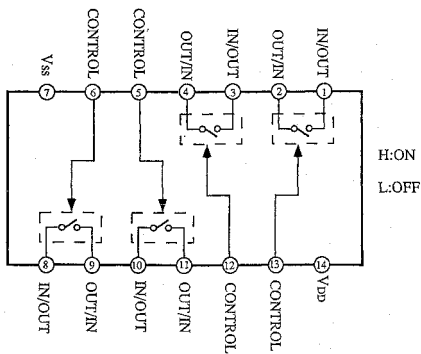 Vss
CONTROL
CONTROL
OUT/IN
IN/OUT
OUT/IN
IN/OUT
7
6
5
4
3
2
1
H:ON
L:OFF
8
9
10
11
12
13
14
IN/OUT
OUT/IN
IN/OUT
OUT/IN
CONTROL
CONTROL
VDD